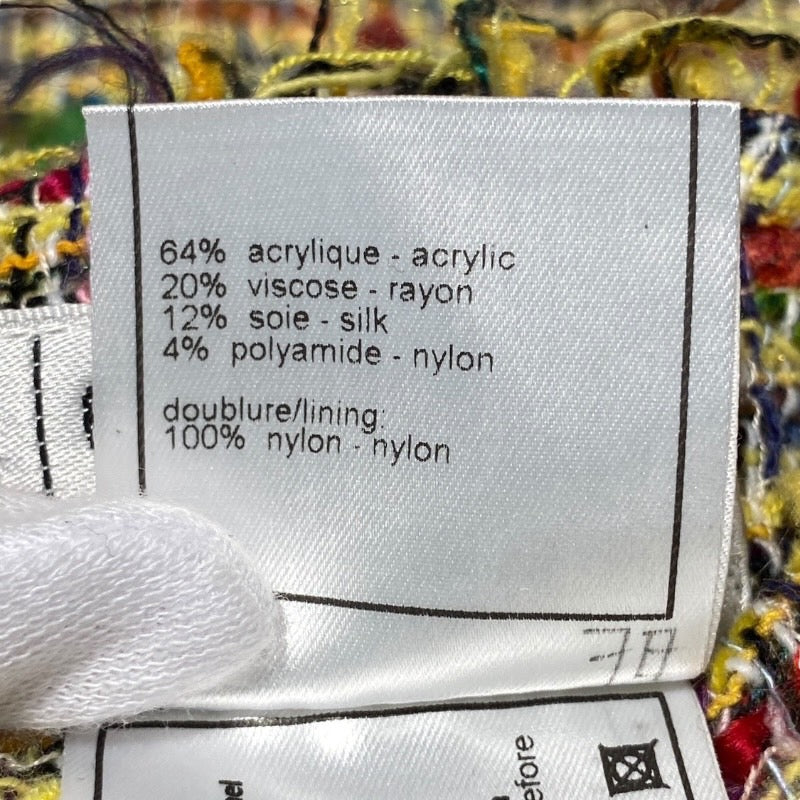 64% acrylique - acrylic
20% viscose - rayon
12% soie - silk
4% polyamide - nylon
doublure/lining:
100% nylon - nylon